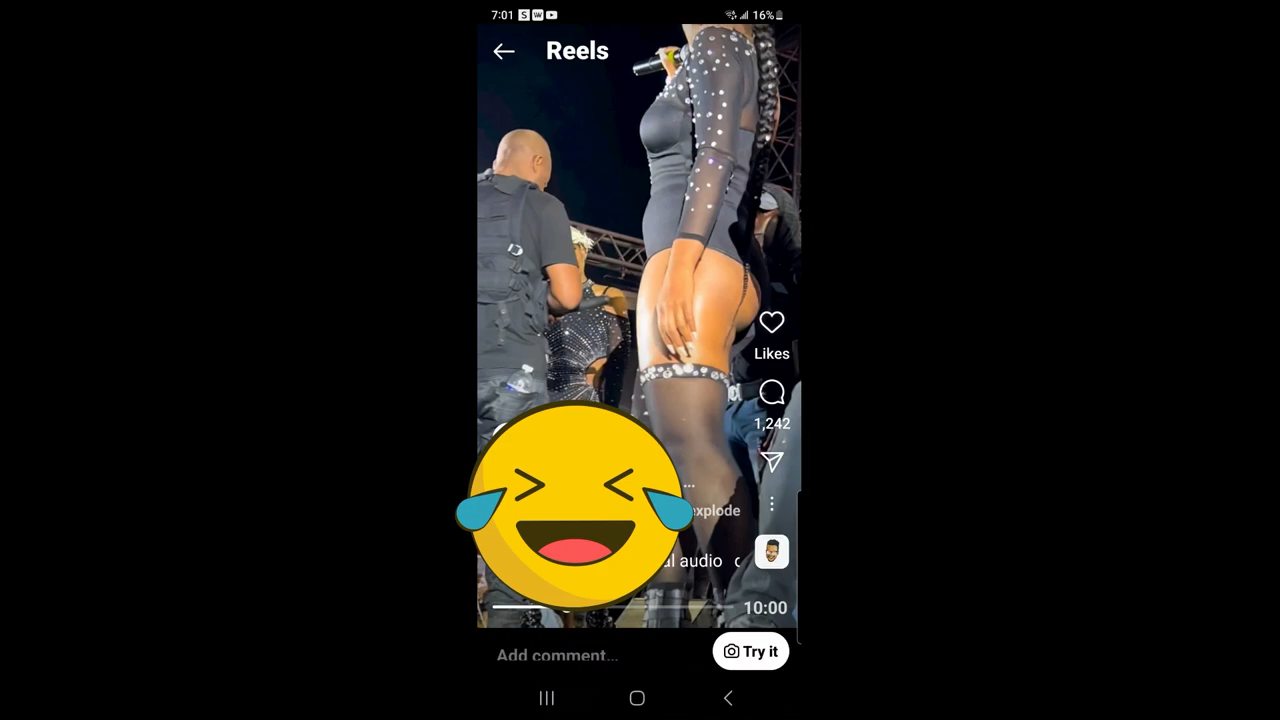 7:01 S W 16%
Reels
Likes
1,242
...
explode
al audio
10:00
Add comment...
Try it